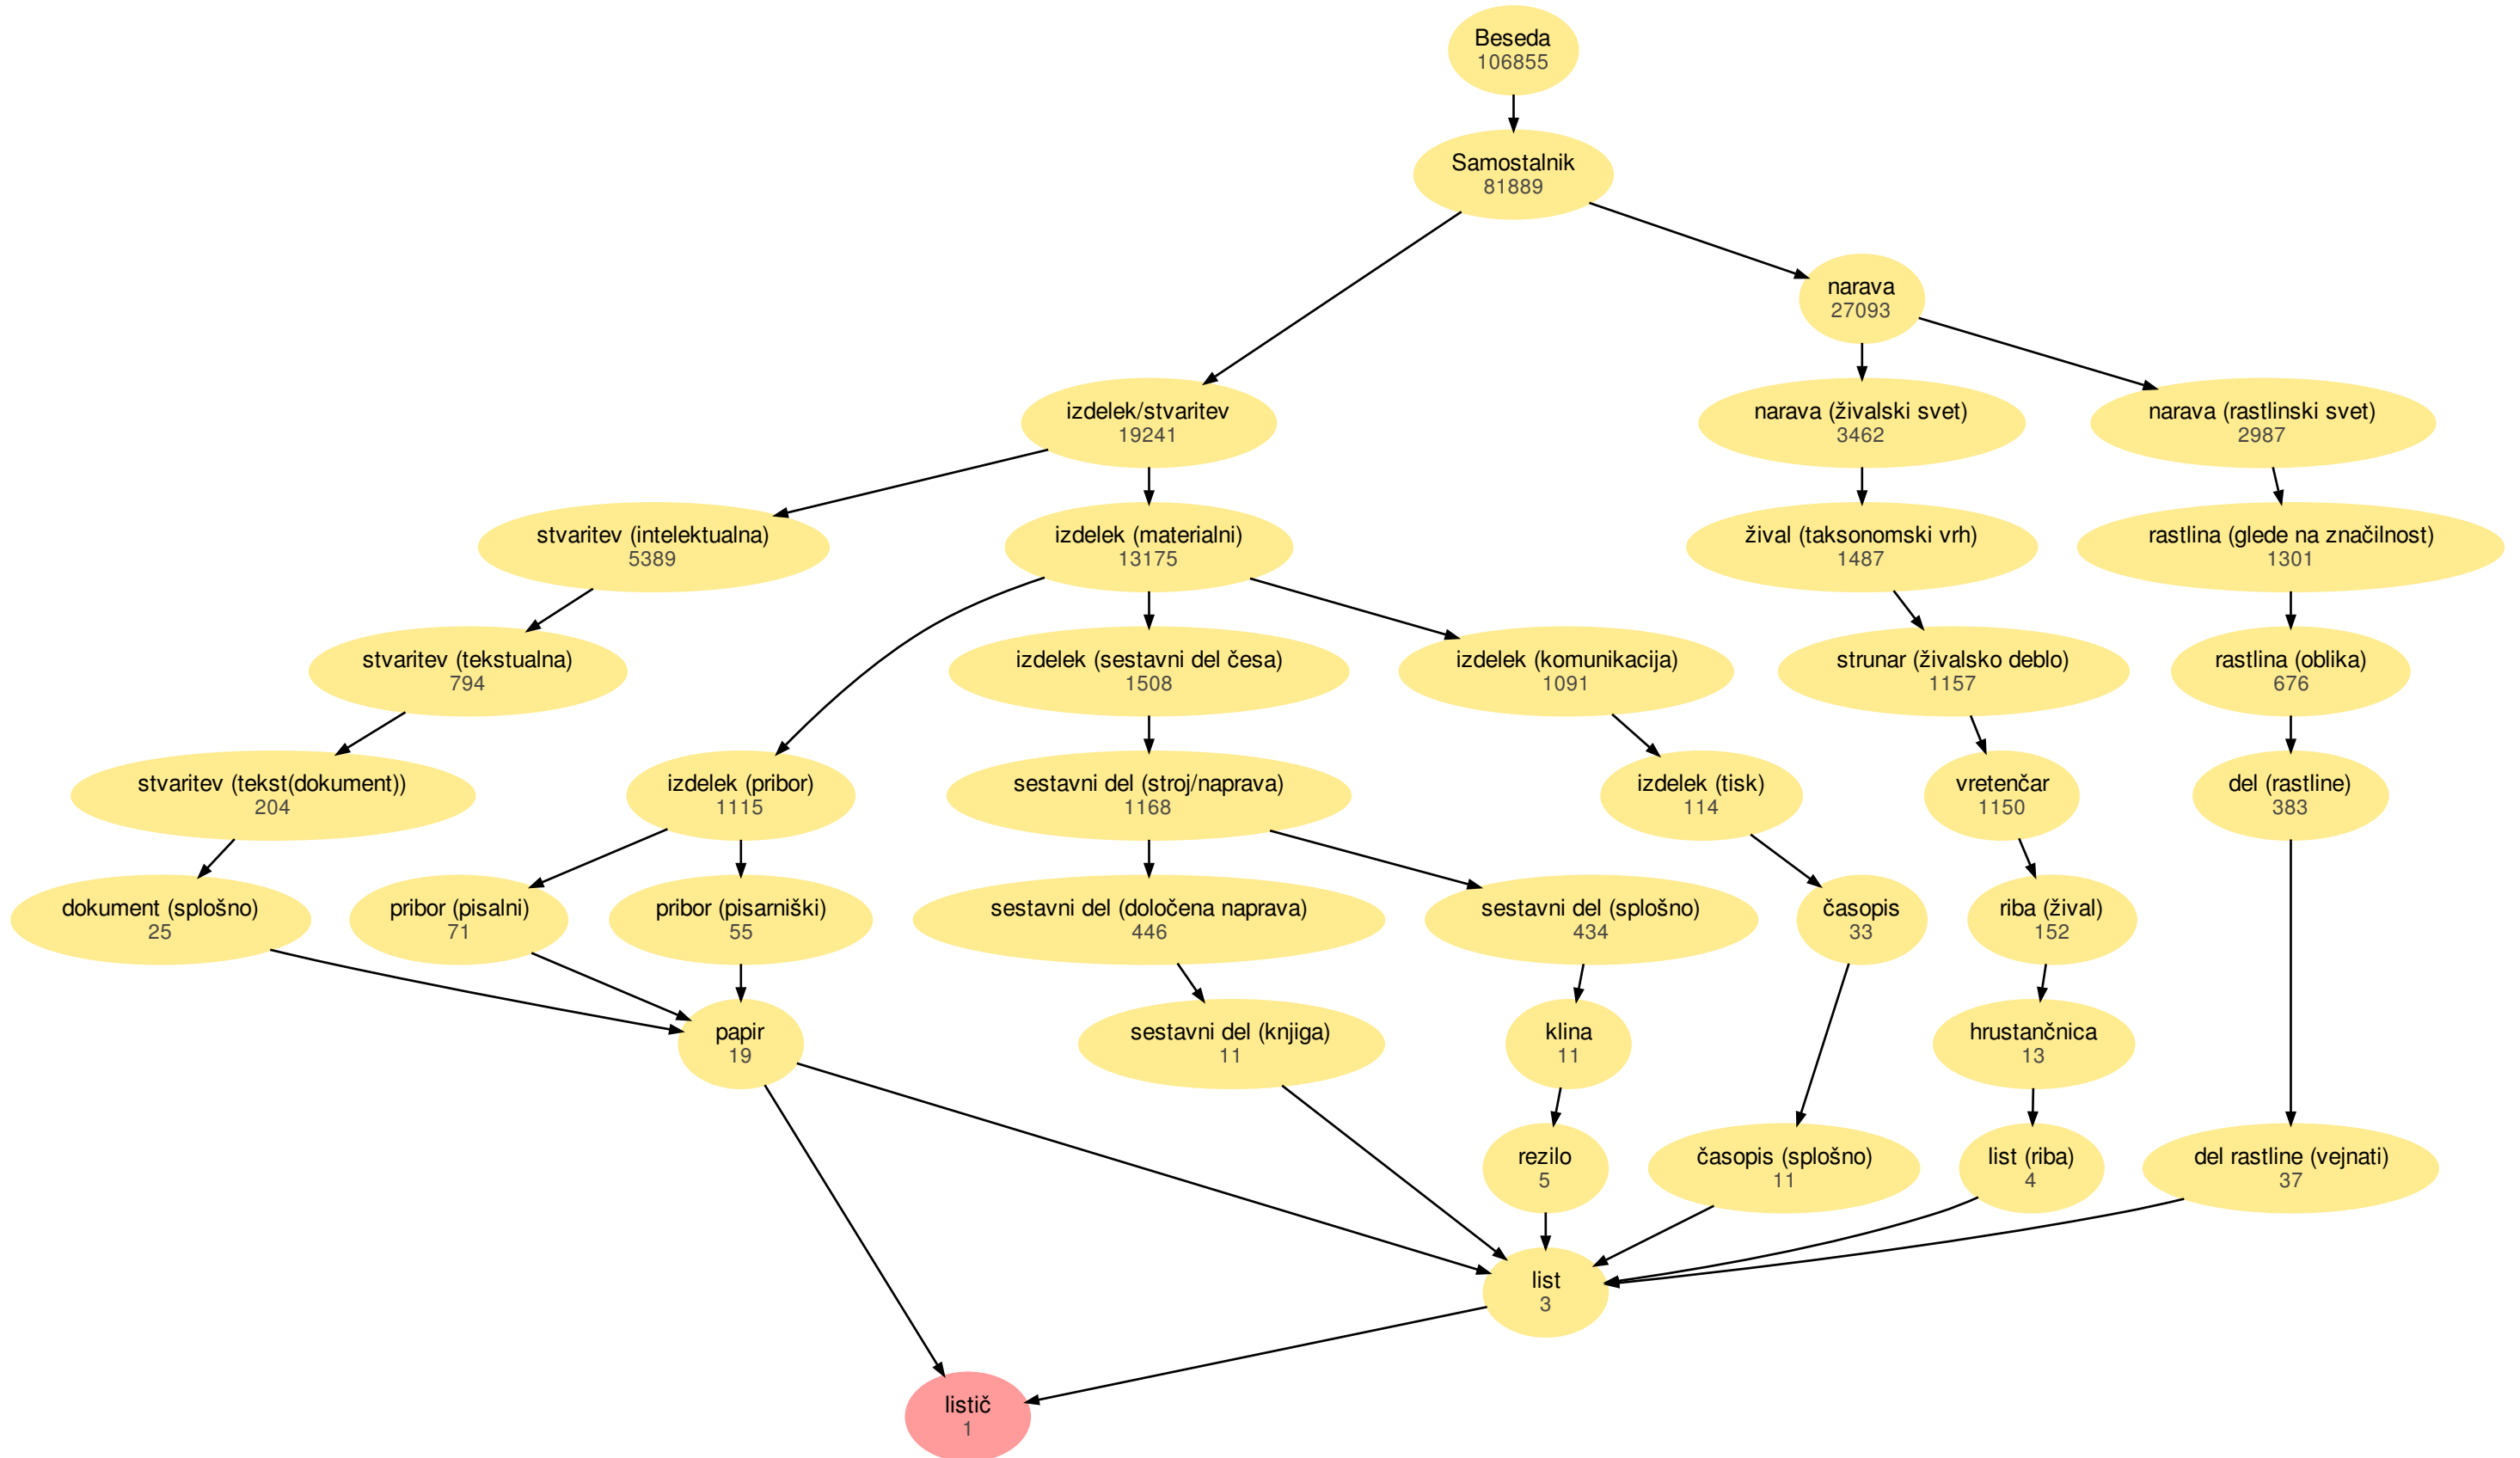 Beseda
106855
Samostalnik
81889
narava
27093
izdelek/stvaritev
19241
narava (živalski svet)
3462
narava (rastlinski svet)
2987
stvaritev (intelektualna)
5389
izdelek (materialni)
13175
žival (taksonomski vrh)
1487
rastlina (glede na značilnost)
1301
stvaritev (tekstualna)
794
izdelek (sestavni del česa)
1508
izdelek (komunikacija)
1091
strunar (živalsko deblo)
1157
rastlina (oblika)
676
stvaritev (tekst(dokument))
204
izdelek (pribor)
1115
sestavni del (stroj/naprava)
1168
izdelek (tisk)
114
vretenčar
1150
del (rastline)
383
dokument (splošno)
25
pribor (pisalni)
71
pribor (pisarniški)
55
sestavni del (določena naprava)
446
sestavni del (splošno)
434
časopis
33
riba (žival)
152
papir
19
sestavni del (knjiga)
11
klina
11
hrustančnica
13
rezilo
5
časopis (splošno)
11
list (riba)
4
del rastline (vejnati)
37
list
3
listič
1